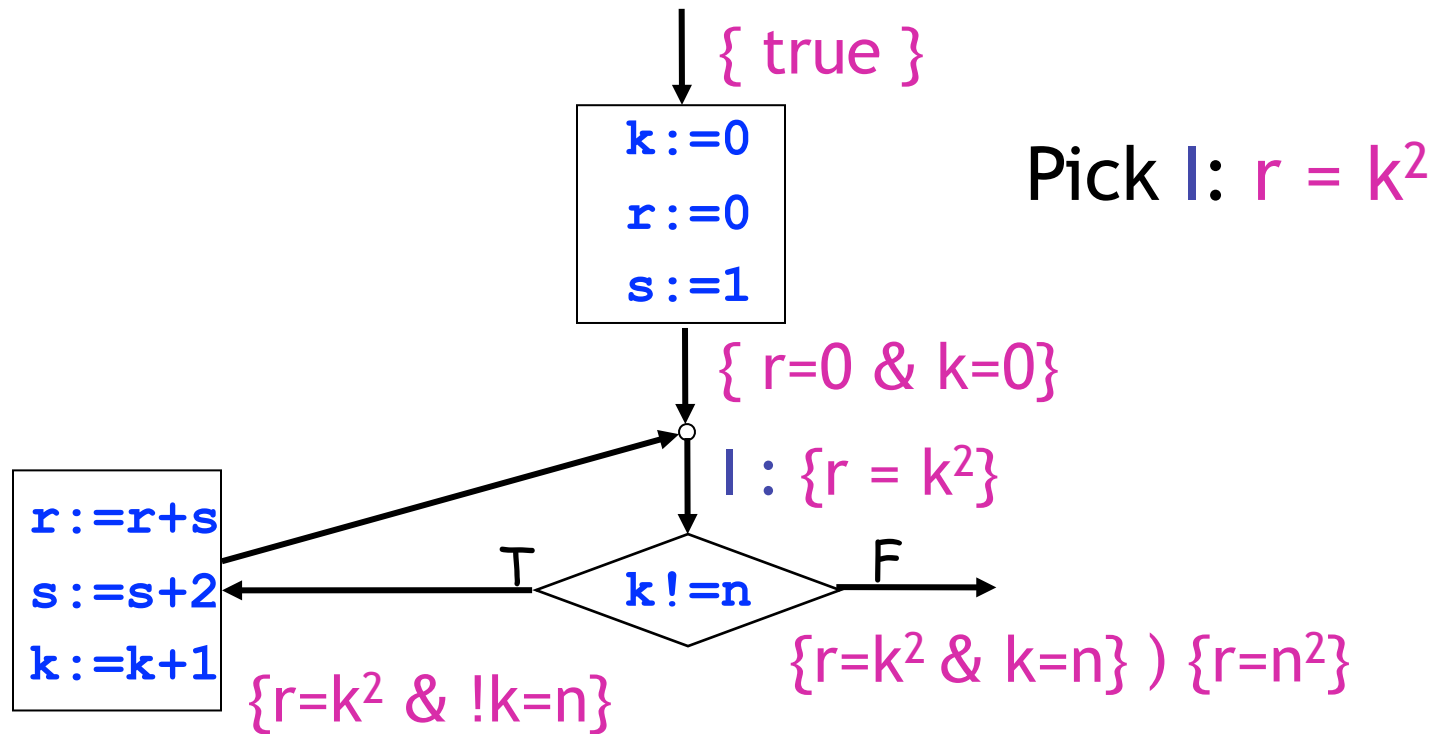 { true }
k:=0
r:=0
s:=1
Pick I: r = k²
{ r=0 & k=0}
I : {r = k²}
r:=r+s
s:=s+2
k:=k+1
T
k!=n
F
{r=k² & k=n} ) {r=n²}
{r=k² & !k=n}